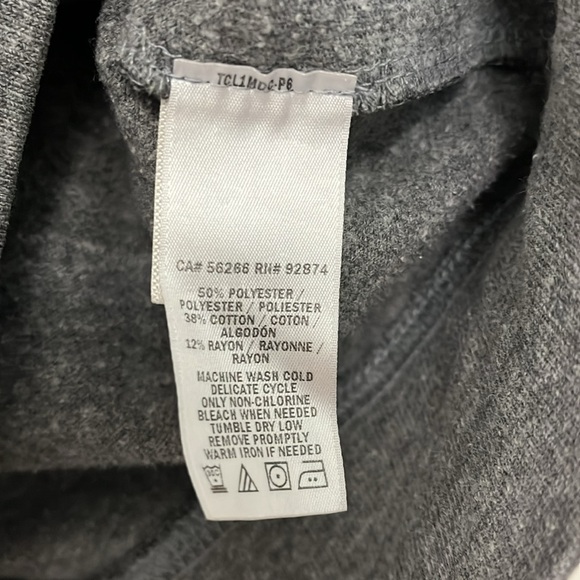 CA# 56286 RN# 92874
50% POLYESTER /
POLYESTER / POLIESTER
38% COTTON / COTON /
ALGODÓN
12% RAYON / RAYONNE /
RAYON
MACHINE WASH COLD
DELICATE CYCLE
ONLY NON-CHLORINE
BLEACH WHEN NEEDED
TUMBLE DRY LOW
REMOVE PROMPTLY
WARM IRON IF NEEDED